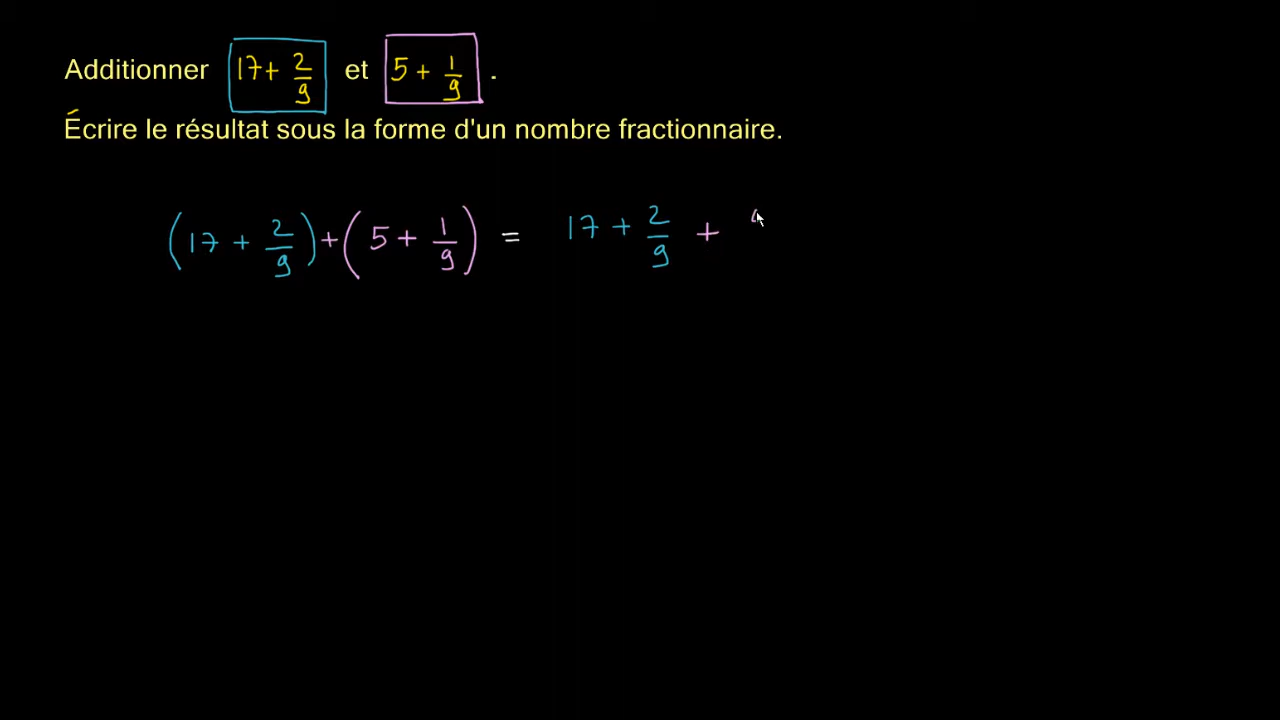 Additionner 17 + 2/9 et 5 + 1/9 .
Écrire le résultat sous la forme d'un nombre fractionnaire.
(17 + 2/9) + (5 + 1/9) = 17 + 2/9 +